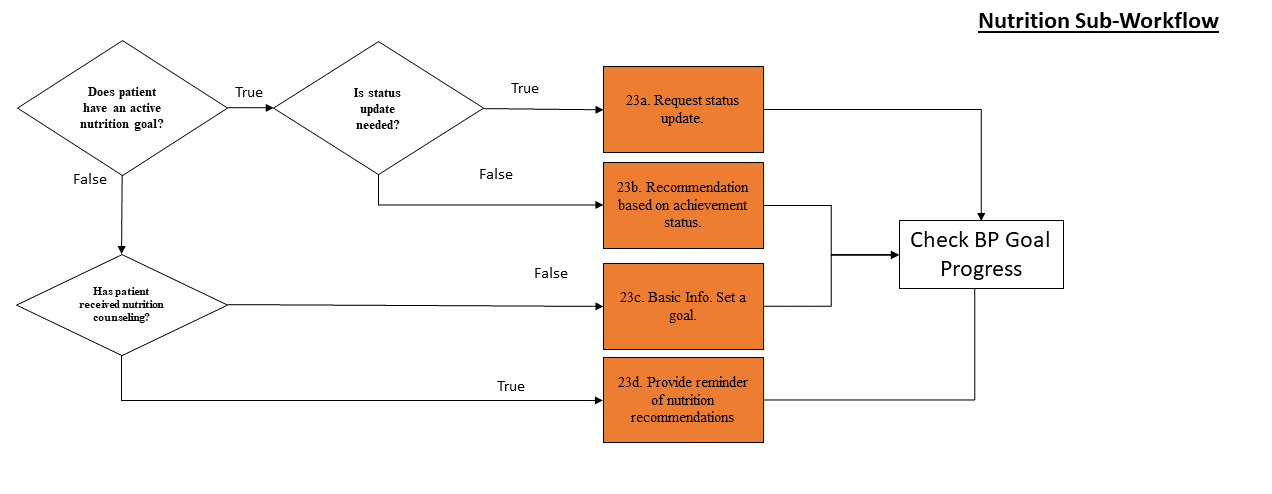 Nutrition Sub-Workflow
Does patient
have an active
nutrition goal?
True
Is status
update
needed?
True
23a. Request status
update.
False
False
23b. Recommendation
based on achievement
status.
Check BP Goal
Progress
Has patient
received nutrition
counseling?
False
23c. Basic Info. Set a
goal.
True
23d. Provide reminder
of nutrition
recommendations